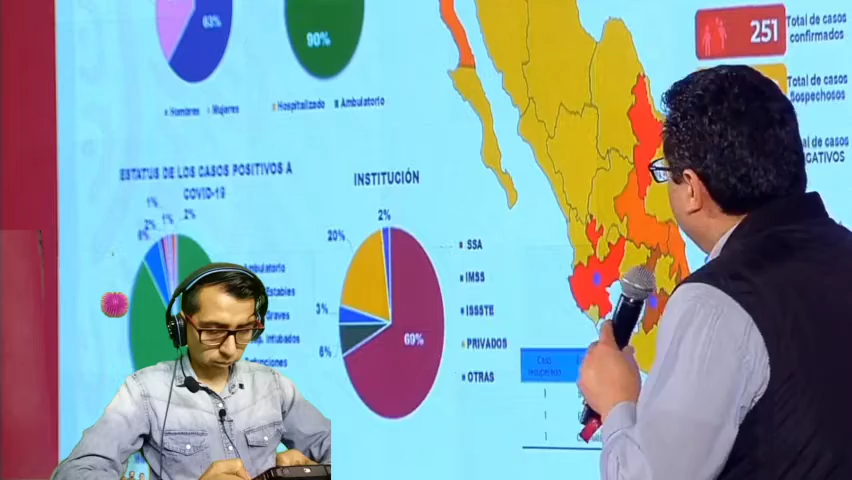 63%
90%
Hombres Mujeres
Hospitalizado Ambulatorio
251
Total de casos
confirmados
Total de casos
Sospechosos
de casos
ESTATUS DE LOS CASOS POSITIVOS A
COVID-19
1%
2% 1% 2%
6%
Ambulatorio
Estables
Graves
Intubados
INSTITUCIÓN
2%
20%
3%
6%
69%
SSA
IMSS
ISSSTE
PRIVADOS
OTRAS